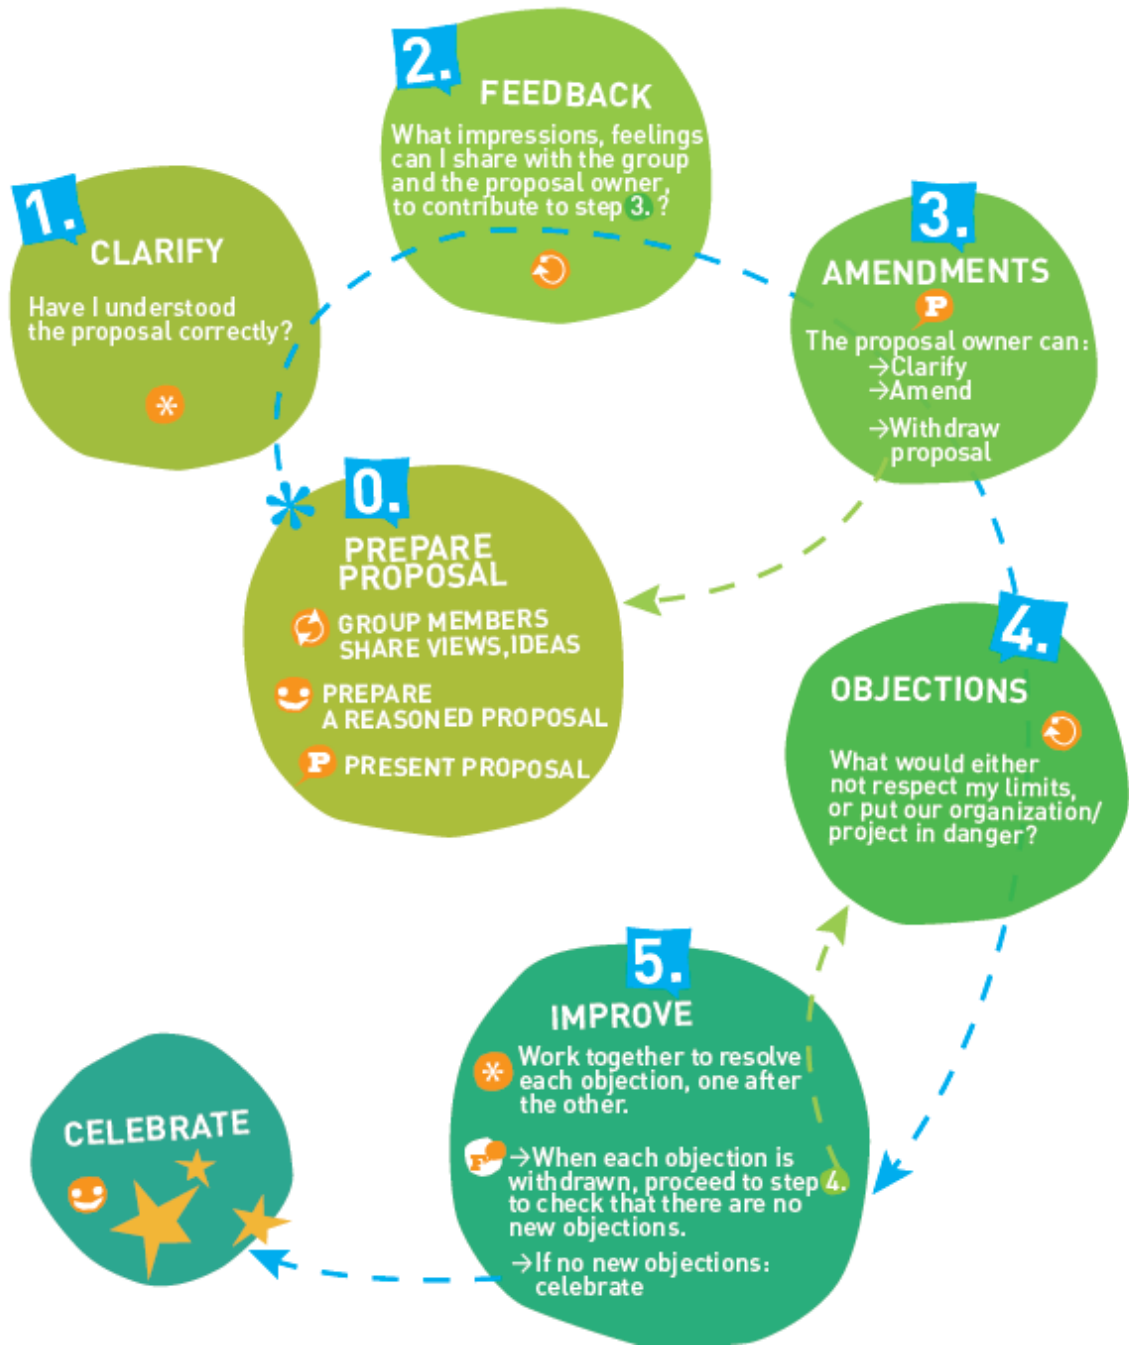 0.
PREPARE
PROPOSAL
GROUP MEMBERS
SHARE VIEWS,IDEAS
PREPARE
A REASONED PROPOSAL
P PRESENT PROPOSAL
1.
CLARIFY
Have I understood
the proposal correctly?
*
2.
FEEDBACK
What impressions, feelings
can I share with the group
and the proposal owner,
to contribute to step 3. ?
3.
AMENDMENTS
P
The proposal owner can:
→Clarify
→Amend
→Withdraw
proposal
4.
OBJECTIONS
What would either
not respect my limits,
or put our organization/
project in danger?
5.
IMPROVE
* Work together to resolve
each objection, one after
the other.
P →When each objection is
withdrawn, proceed to step 4.
to check that there are no
new objections.
→If no new objections:
celebrate
CELEBRATE